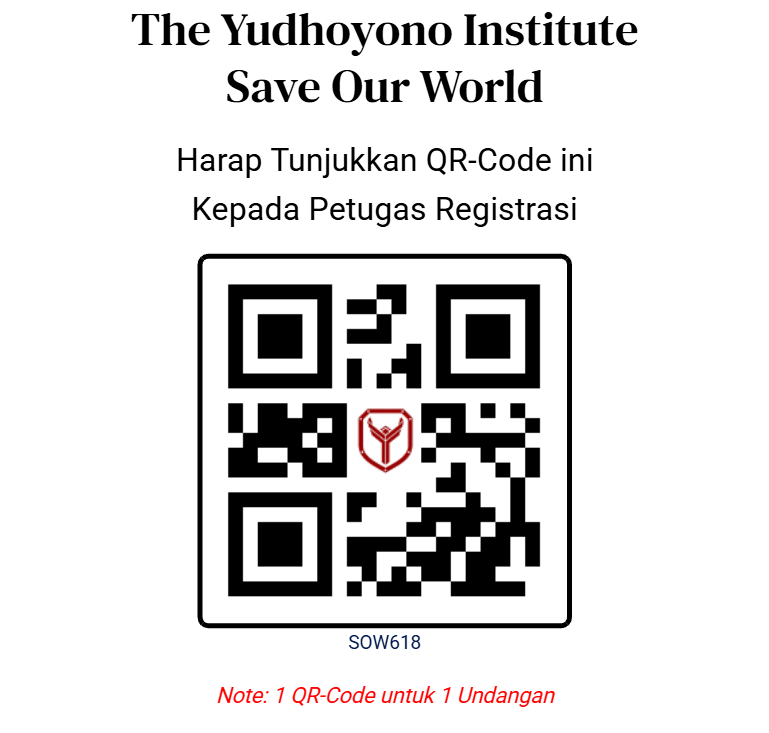 The Yudhoyono Institute
Save Our World
Harap Tunjukkan QR-Code ini
Kepada Petugas Registrasi
SOW618
Note: 1 QR-Code untuk 1 Undangan